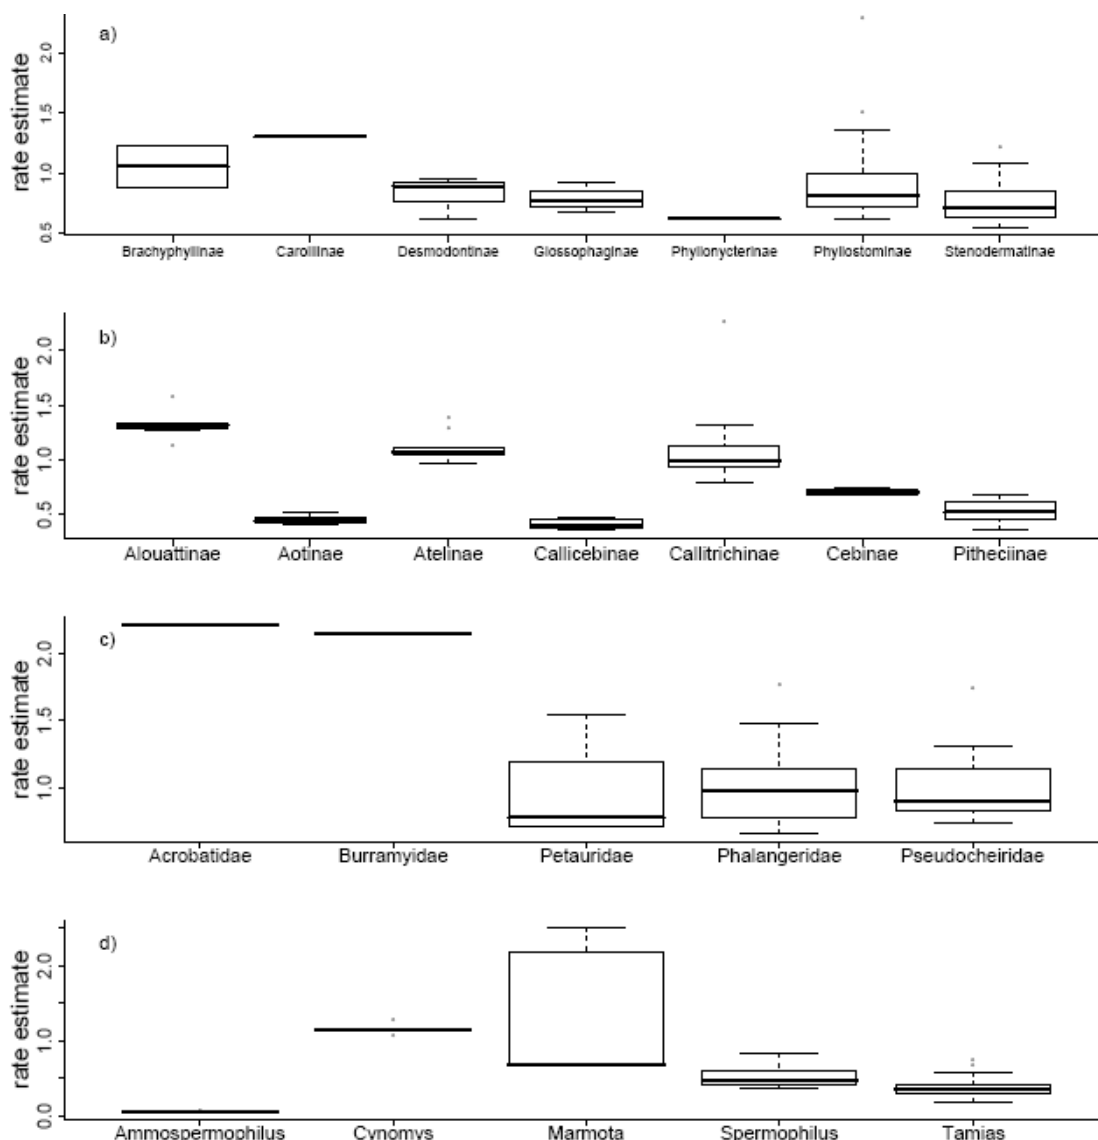 a)
rate estimate
2.0
1.5
1.0
0.5
Brachyphyllinae Carolliinae Desmodontinae Glossophaginae Phyllonycterinae Phyllostominae Stenodermatinae
b)
rate estimate
2.0
1.5
1.0
0.5
Alouattinae Aotinae Atelinae Callicebinae Callitrichinae Cebinae Pitheciinae
c)
rate estimate
2.0
1.5
1.0
Acrobatidae Burramyidae Petauridae Phalangeridae Pseudocheiridae
d)
rate estimate
2.0
1.0
0.0
Ammospermophilus Cynomys Marmota Spermophilus Tamias